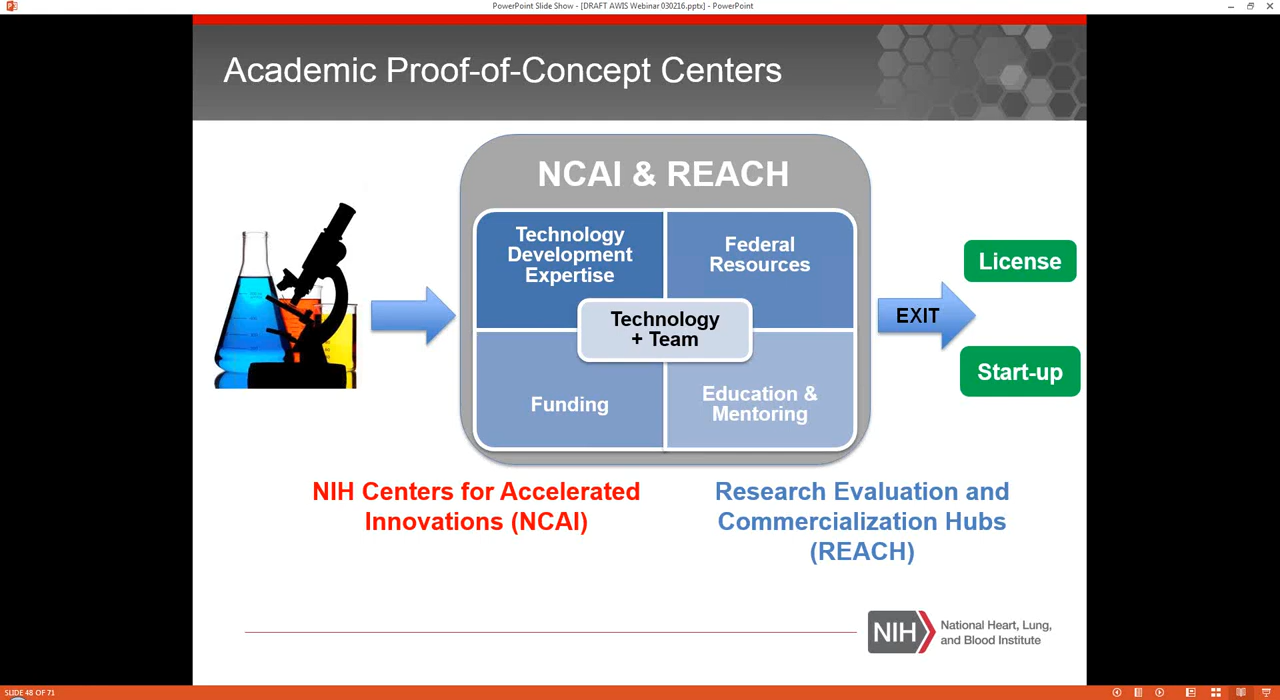 PowerPoint Slide Show - [DRAFT AWIS Webinar 030216.pptx] - PowerPoint
Academic Proof-of-Concept Centers
NCAI & REACH
Technology
Development
Expertise
Federal
Resources
Technology
+ Team
Funding
Education &
Mentoring
EXIT
License
Start-up
NIH Centers for Accelerated
Innovations (NCAI)
Research Evaluation and
Commercialization Hubs
(REACH)
NIH
National Heart, Lung,
and Blood Institute
SLIDE 48 OF 71